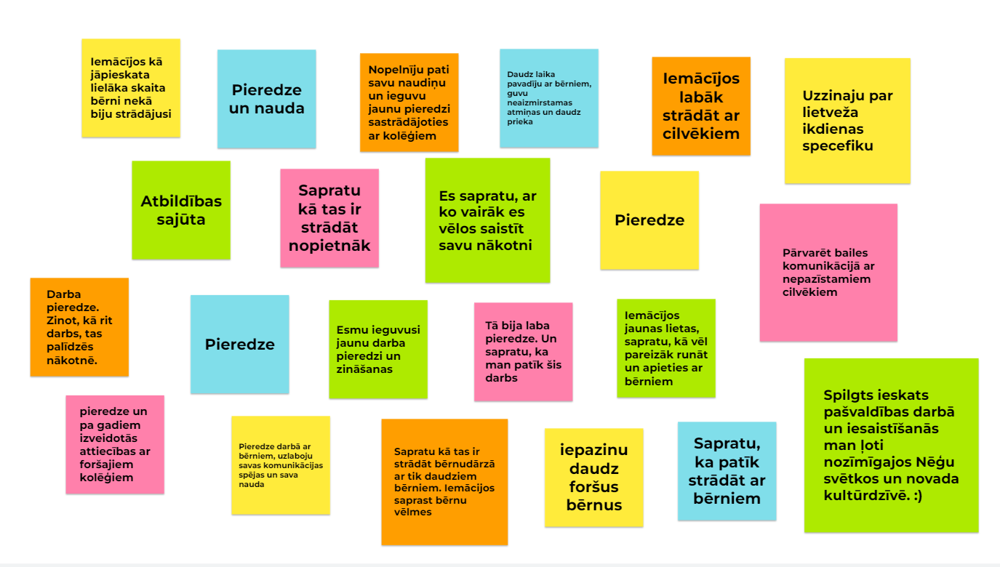 Iemācījos kā
jāpieskata
lielāka skaita
bērni nekā
biju strādājusi
Pieredze
un nauda
Nopelnīju pati
savu naudiņu
un ieguvu
jaunu pieredzi
sastrādājoties
ar kolēģiem
Daudz laika
pavadīju ar bērniem,
guvu
neaizmirstamas
atmiņas un daudz
prieka
Iemācījos
labāk
strādāt ar
cilvēkiem
Uzzinaju par
lietveža
ikdienas
specefiku
Atbildības
sajūta
Sapratu
kā tas ir
strādāt
nopietnāk
Es sapratu, ar
ko vairāk es
vēlos saistīt
savu nākotni
Pieredze
Pārvarēt bailes
komunikācijā ar
nepazīstamiem
cilvēkiem
Darba
pieredze.
Zinot, kā rit
darbs, tas
palīdzēs
nākotnē.
Pieredze
Esmu ieguvusi
jaunu darba
pieredzi un
zināšanas
Tā bija laba
pieredze. Un
sapratu, ka
man patīk šis
darbs
Iemācījos
jaunas lietas,
sapratu, kā vēl
pareizāk runāt
un apieties ar
bērniem
pieredze un
pa gadiem
izveidotās
attiecības ar
foršajiem
kolēģiem
Pieredze darbā ar
bērniem, uzlaboju
savas komunikācijas
spējas un sava
nauda
Sapratu kā tas ir
strādāt bērnudārzā
ar tik daudziem
bērniem. Iemācijos
saprast bērnu
vēlmes
iepazinu
daudz
foršus
bērnus
Sapratu,
ka patīk
strādāt ar
bērniem
Spilgts ieskats
pašvaldības darbā
un iesaistīšanās
man ļoti
nozīmīgajos Nēģu
svētkos un novada
kultūrdzīvē. :)